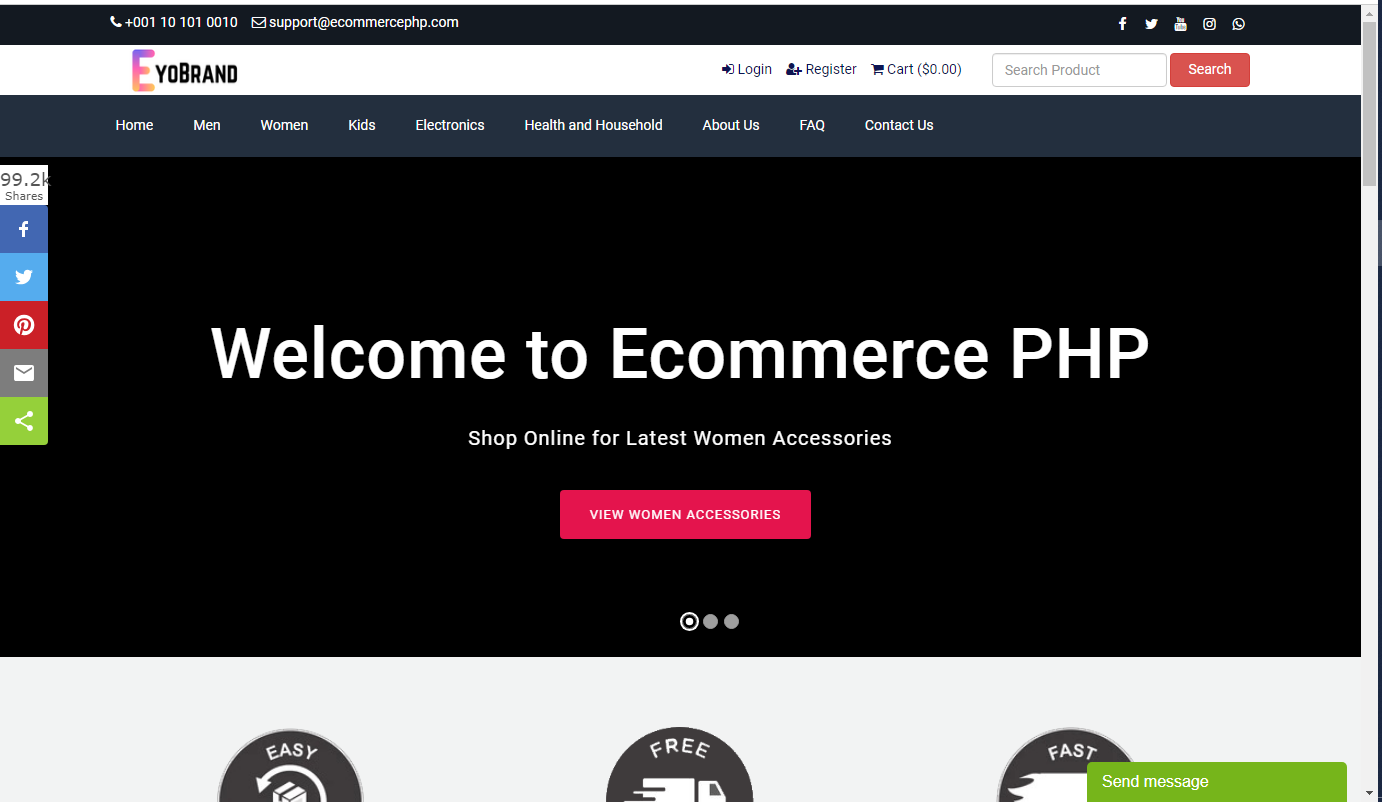 +001 10 101 0010 support@ecommercephp.com
EYOBRAND Login Register Cart ($0.00) Search Product Search
Home Men Women Kids Electronics Health and Household About Us FAQ Contact Us
99.2k
Shares
Welcome to Ecommerce PHP
Shop Online for Latest Women Accessories
VIEW WOMEN ACCESSORIES
EASY FREE FAST
Send message